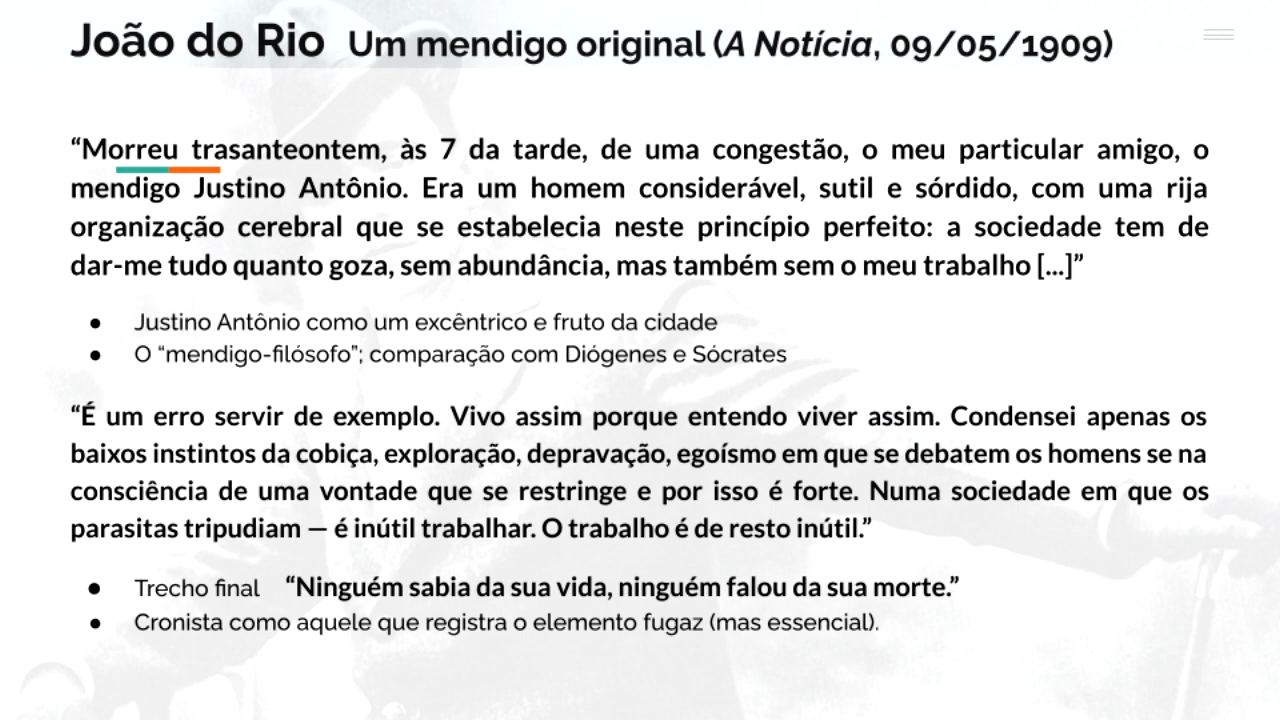 João do Rio Um mendigo original (A Notícia, 09/05/1909)
“Morreu trasanteontem, às 7 da tarde, de uma congestão, o meu particular amigo, o
mendigo Justino Antônio. Era um homem considerável, sutil e sórdido, com uma rija
organização cerebral que se estabelecia neste princípio perfeito: a sociedade tem de
dar-me tudo quanto goza, sem abundância, mas também sem o meu trabalho [...]”
● Justino Antônio como um excêntrico e fruto da cidade
● O “mendigo-filósofo”; comparação com Diógenes e Sócrates
“É um erro servir de exemplo. Vivo assim porque entendo viver assim. Condensei apenas os
baixos instintos da cobiça, exploração, depravação, egoísmo em que se debatem os homens se na
consciência de uma vontade que se restringe e por isso é forte. Numa sociedade em que os
parasitas tripudiam — é inútil trabalhar. O trabalho é de resto inútil.”
● Trecho final “Ninguém sabia da sua vida, ninguém falou da sua morte.”
● Cronista como aquele que registra o elemento fugaz (mas essencial).